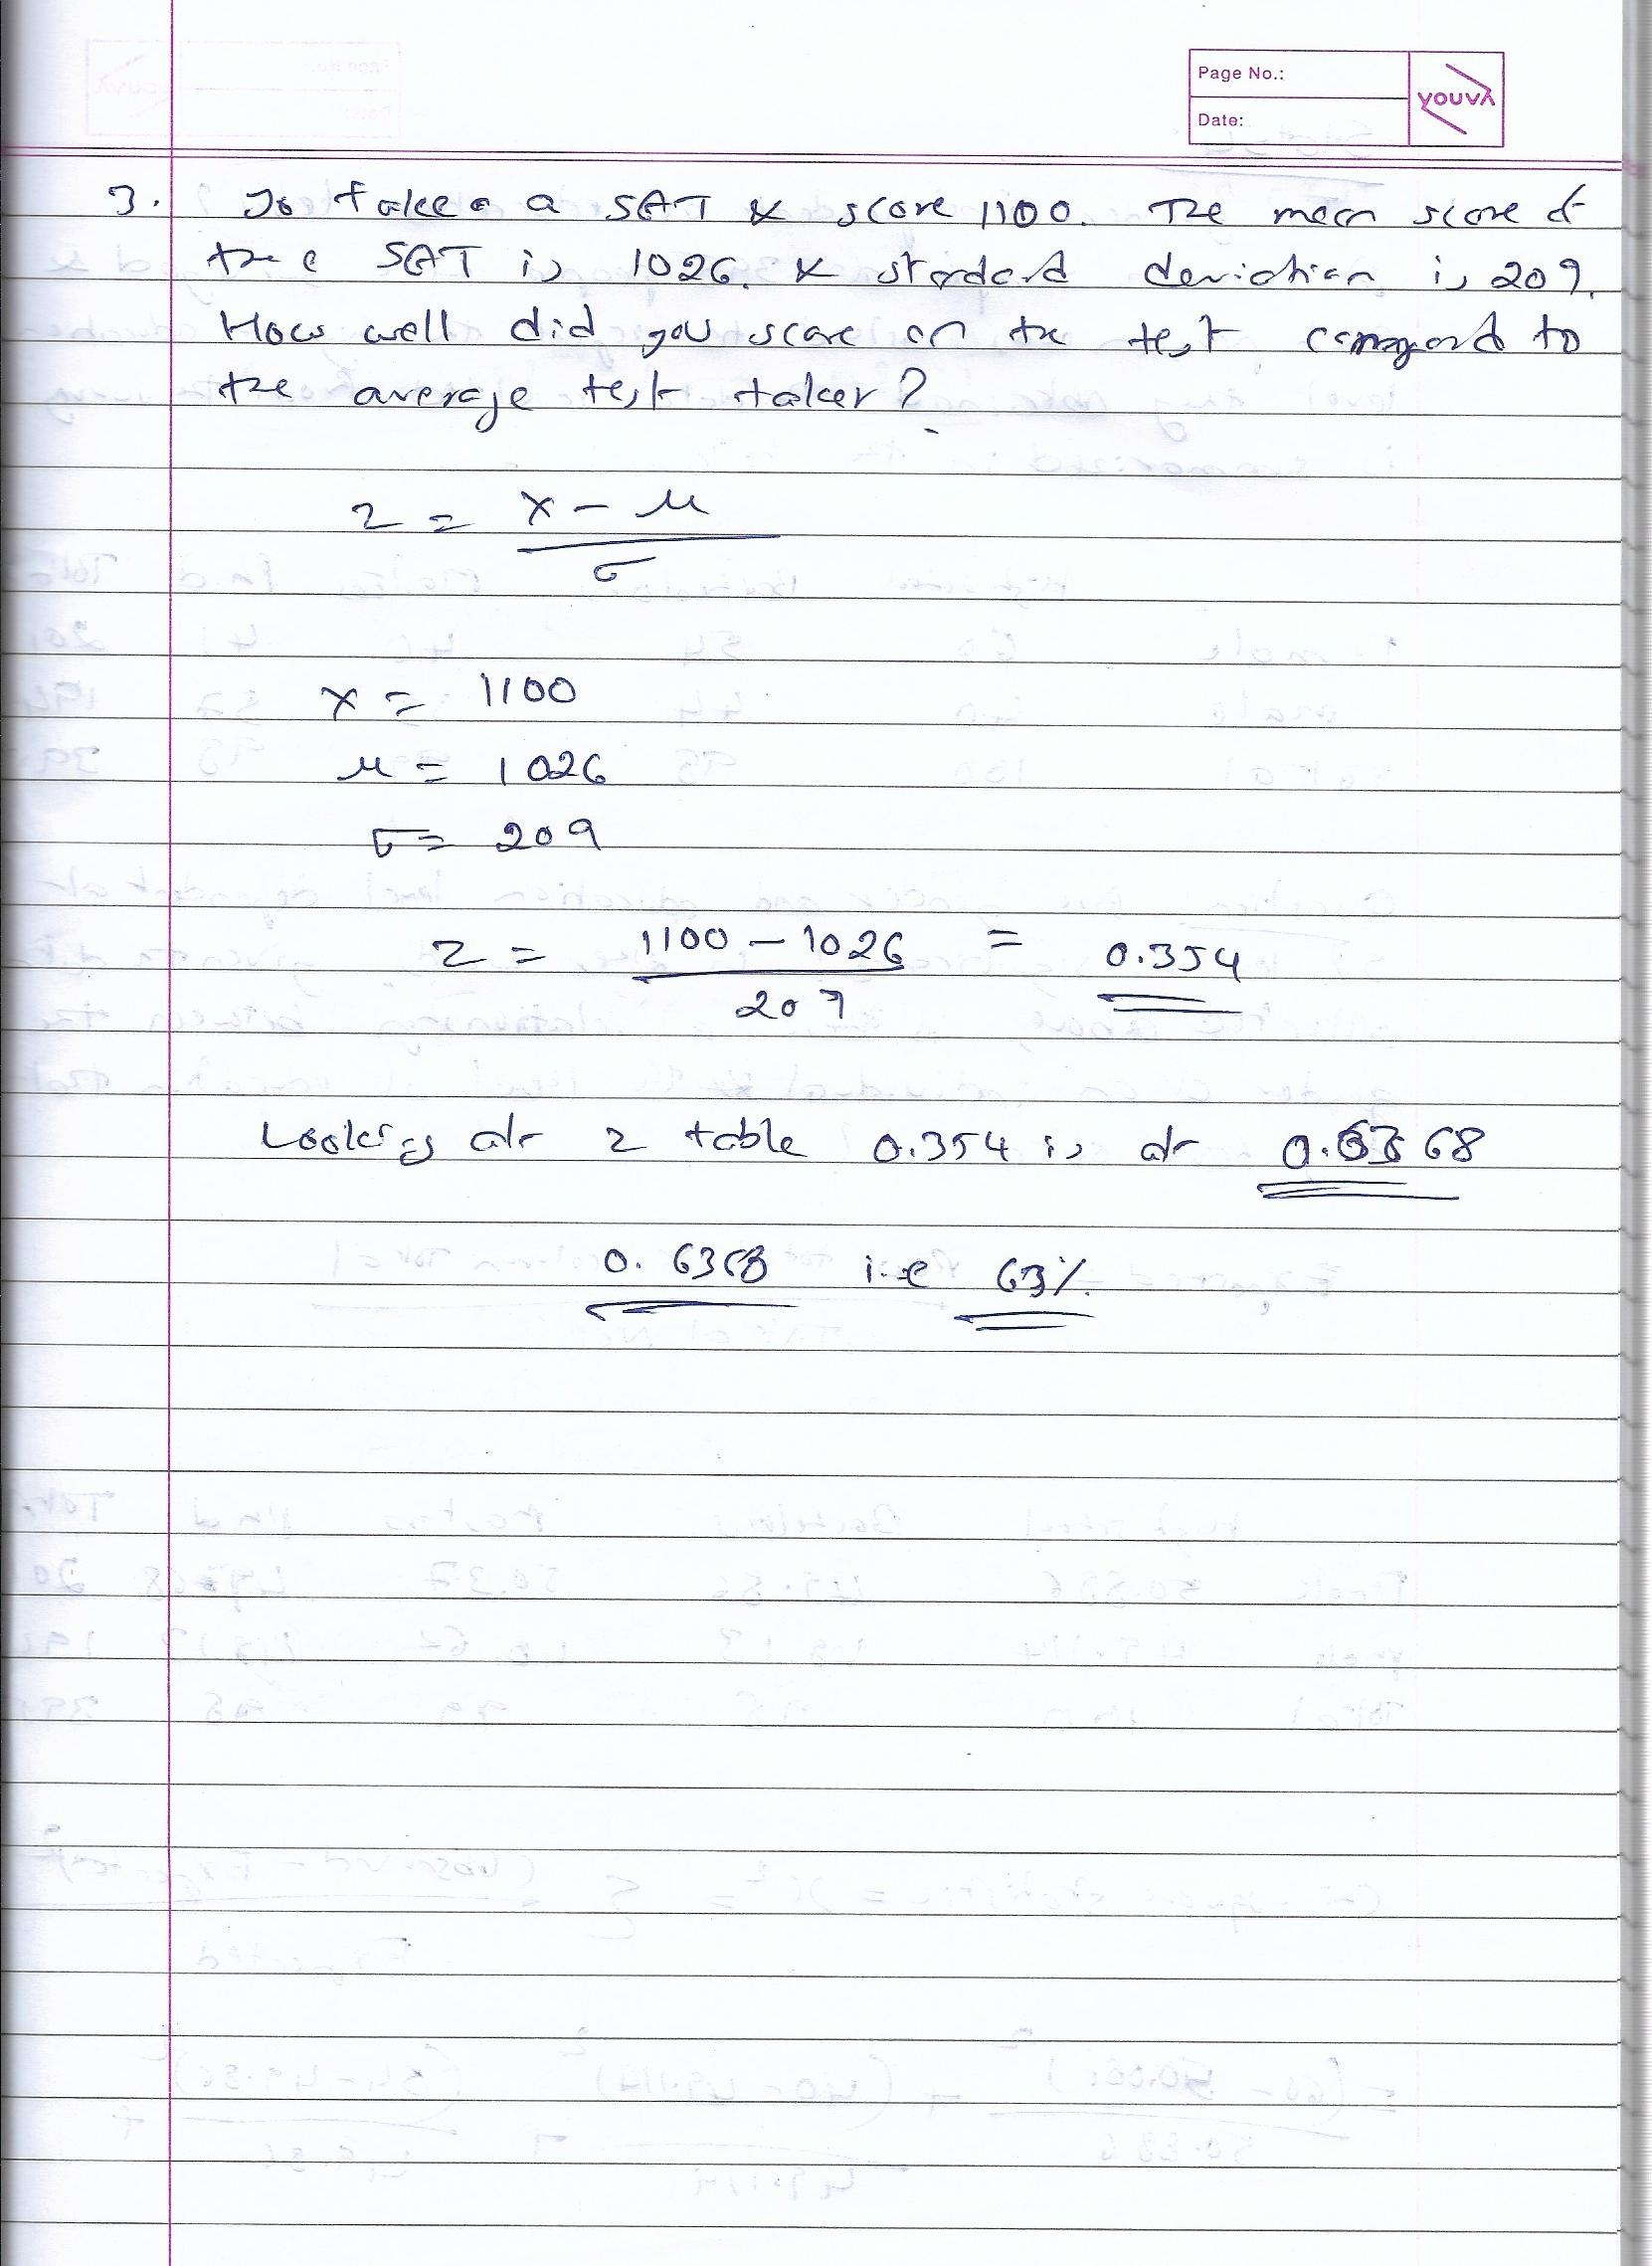 Page No.:
Date:
youva
3. To take a SAT & score 1100. The mean score of
the SAT is 1026. & standard deviation is 209.
How well did you score on the test compared to
the average test taker?
z = x - μ
σ
x = 1100
μ = 1026
σ = 209
z = 1100 - 1026 = 0.354
209
Looking at z table 0.354 is at 0.6368
0.6368 i.e 63%.